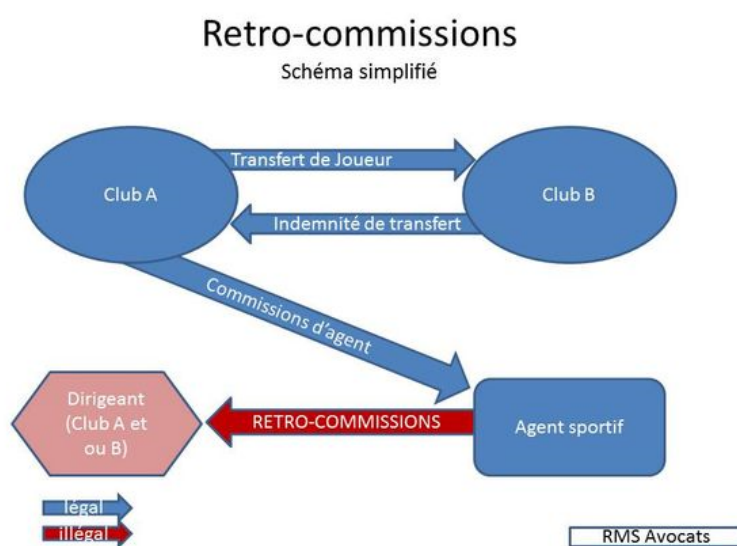 Retro-commissions
Schéma simplifié
Transfert de Joueur
Club A
Club B
Indemnité de transfert
Commissions d'agent
Dirigeant
(Club A et
ou B)
RETRO-COMMISSIONS
Agent sportif
légal
illégal
RMS Avocats